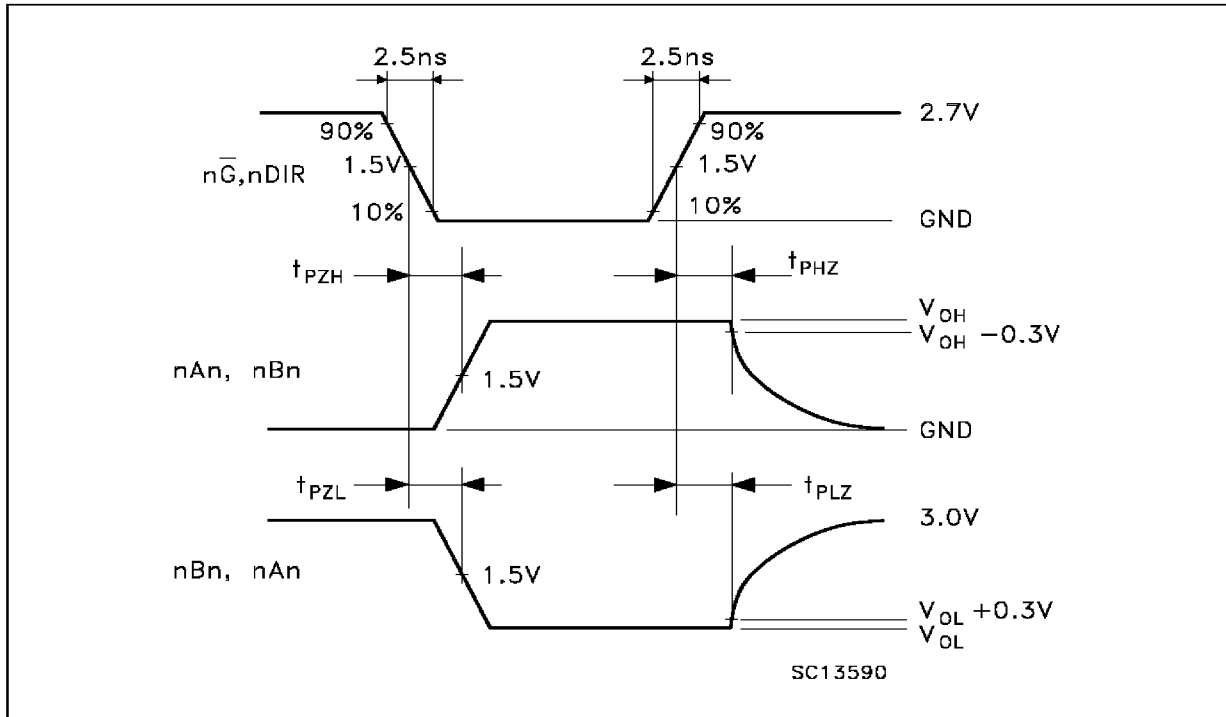 2.5ns 2.5ns
2.7V
90% 90%
nG̅,nDIR 1.5V 1.5V
10% 10%
GND
tPZH tPHZ
VOH
VOH −0.3V
nAn, nBn 1.5V
GND
tPZL tPLZ
3.0V
nBn, nAn 1.5V
VOL +0.3V
VOL
SC13590